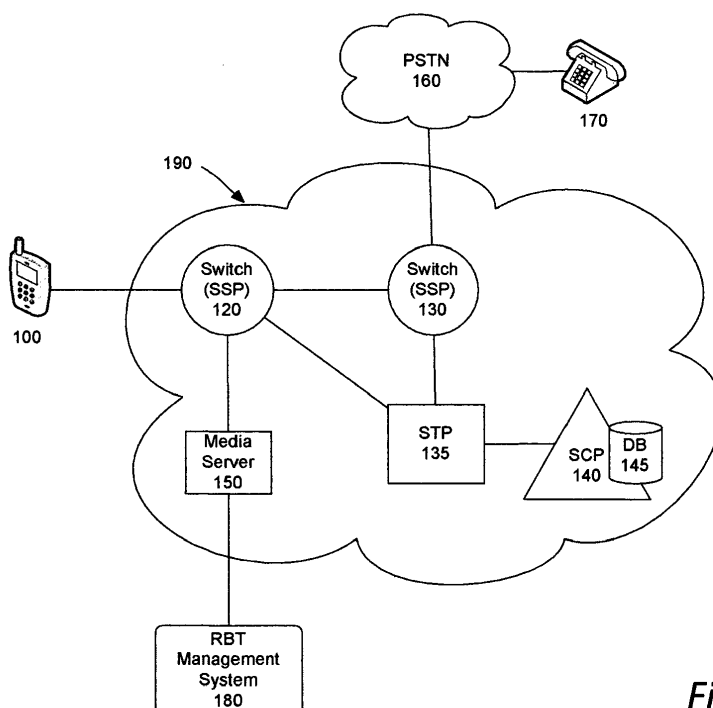 PSTN
160
170
190
Switch
(SSP)
120
Switch
(SSP)
130
100
Media
Server
150
STP
135
SCP
140
DB
145
RBT
Management
System
180
Fi